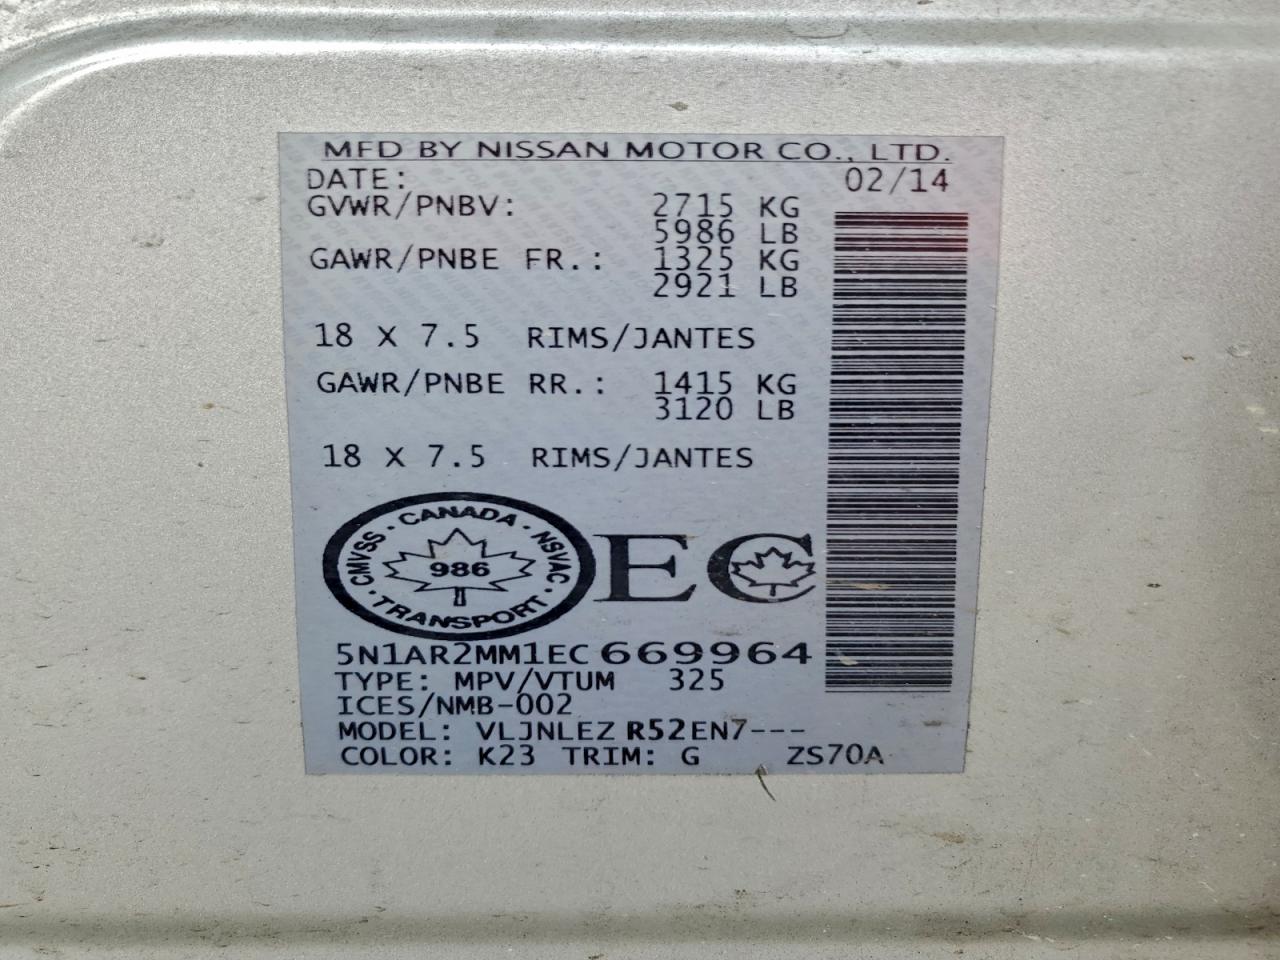 MFD BY NISSAN MOTOR CO., LTD.
DATE: 02/14
GVWR/PNBV: 2715 KG
5986 LB
GAWR/PNBE FR.: 1325 KG
2921 LB
18 X 7.5 RIMS/JANTES
GAWR/PNBE RR.: 1415 KG
3120 LB
18 X 7.5 RIMS/JANTES
CANADA · NSVAC · TRANSPORT · CMVSS ·
986
EC
5N1AR2MM1EC669964
TYPE: MPV/VTUM 325
ICES/NMB-002
MODEL: VLJNLEZ R52EN7---
COLOR: K23 TRIM: G ZS70A